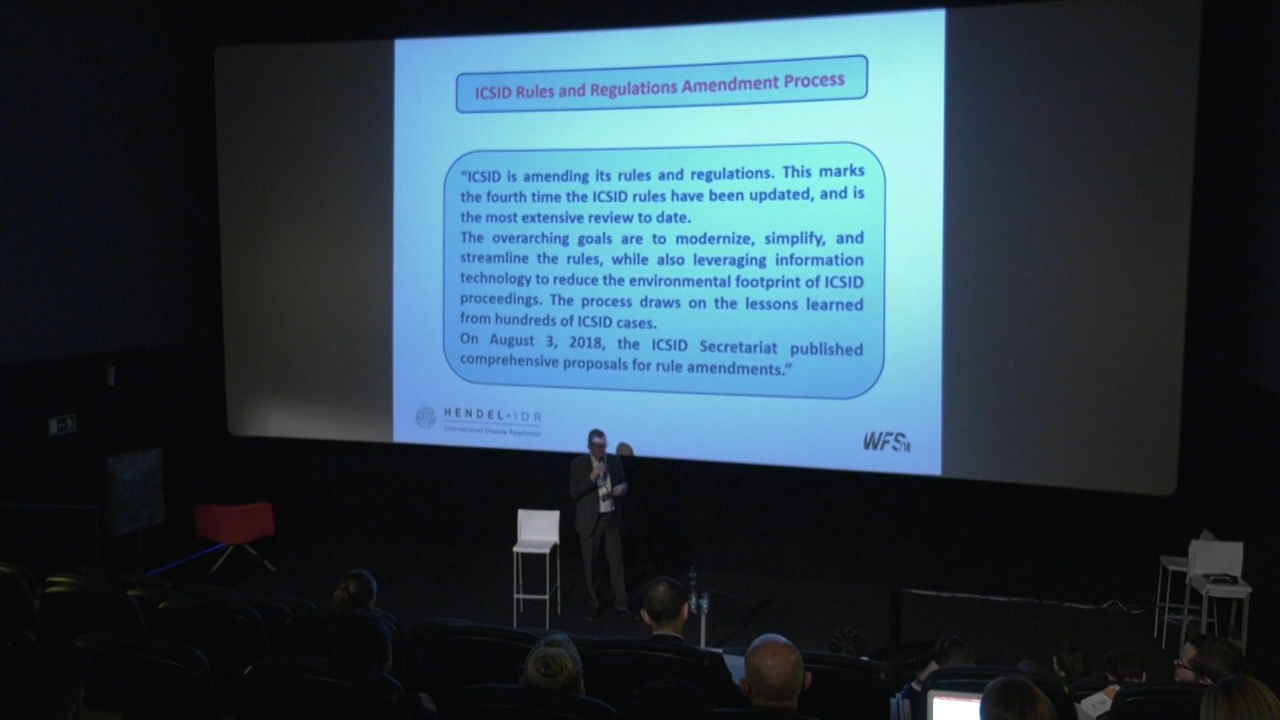 ICSID Rules and Regulations Amendment Process
“ICSID is amending its rules and regulations. This marks
the fourth time the ICSID rules have been updated, and is
the most extensive review to date.
The overarching goals are to modernize, simplify, and
streamline the rules, while also leveraging information
technology to reduce the environmental footprint of ICSID
proceedings. The process draws on the lessons learned
from hundreds of ICSID cases.
On August 3, 2018, the ICSID Secretariat published
comprehensive proposals for rule amendments.”
HENDEL•IDR
International Dispute Resolution
WFS/18